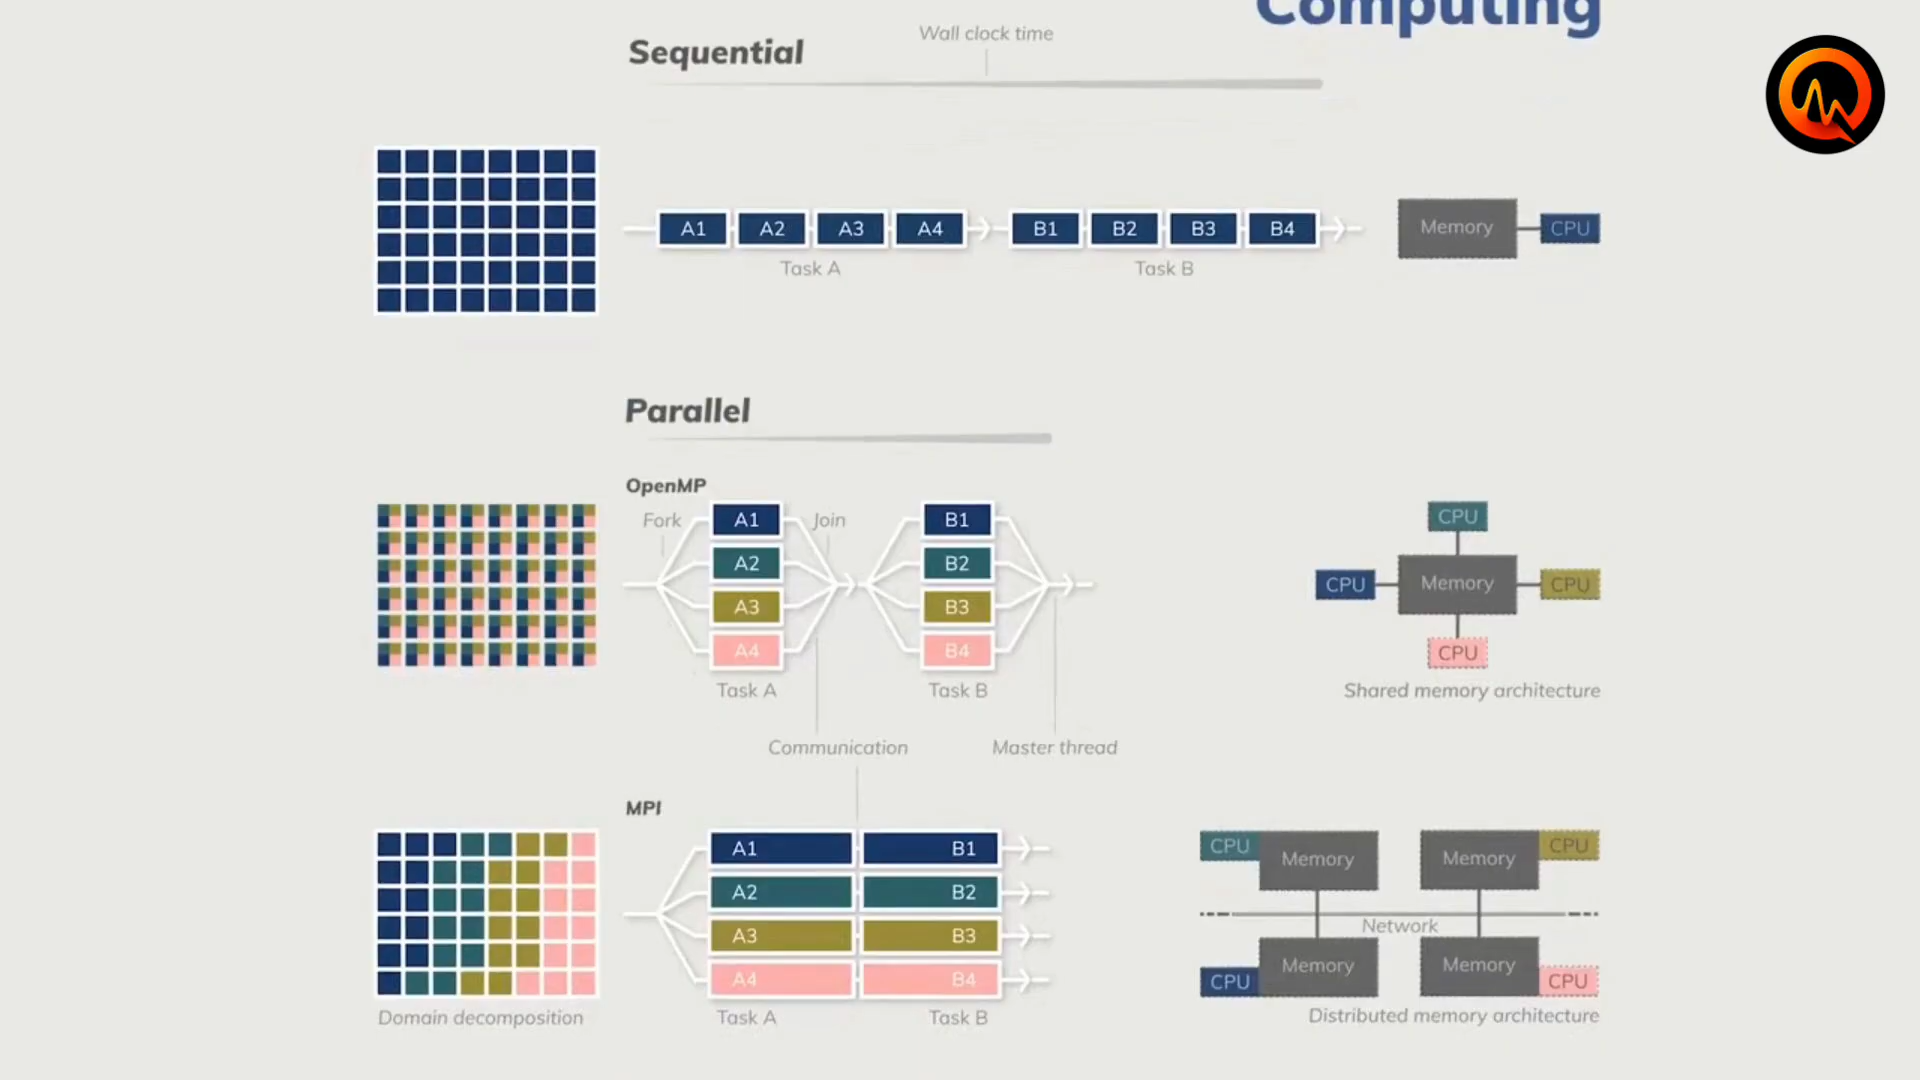 Computing
Wall clock time
Sequential
A1 A2 A3 A4 B1 B2 B3 B4
Memory CPU
Task A Task B
Parallel
OpenMP
Fork Join
A1 B1
A2 B2
A3 B3
A4 B4
Task A Task B
CPU
CPU Memory CPU
CPU
Shared memory architecture
Communication Master thread
MPI
A1 B1
A2 B2
A3 B3
A4 B4
Domain decomposition
Task A Task B
CPU Memory Memory CPU
Network
CPU Memory Memory CPU
Distributed memory architecture